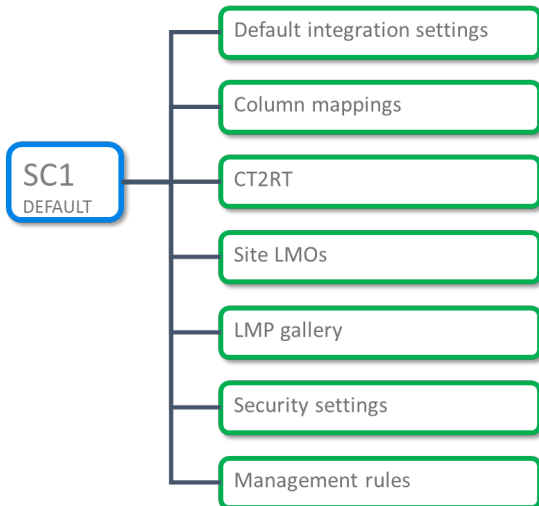 Default integration settings
Column mappings
SC1
DEFAULT
CT2RT
Site LMOs
LMP gallery
Security settings
Management rules